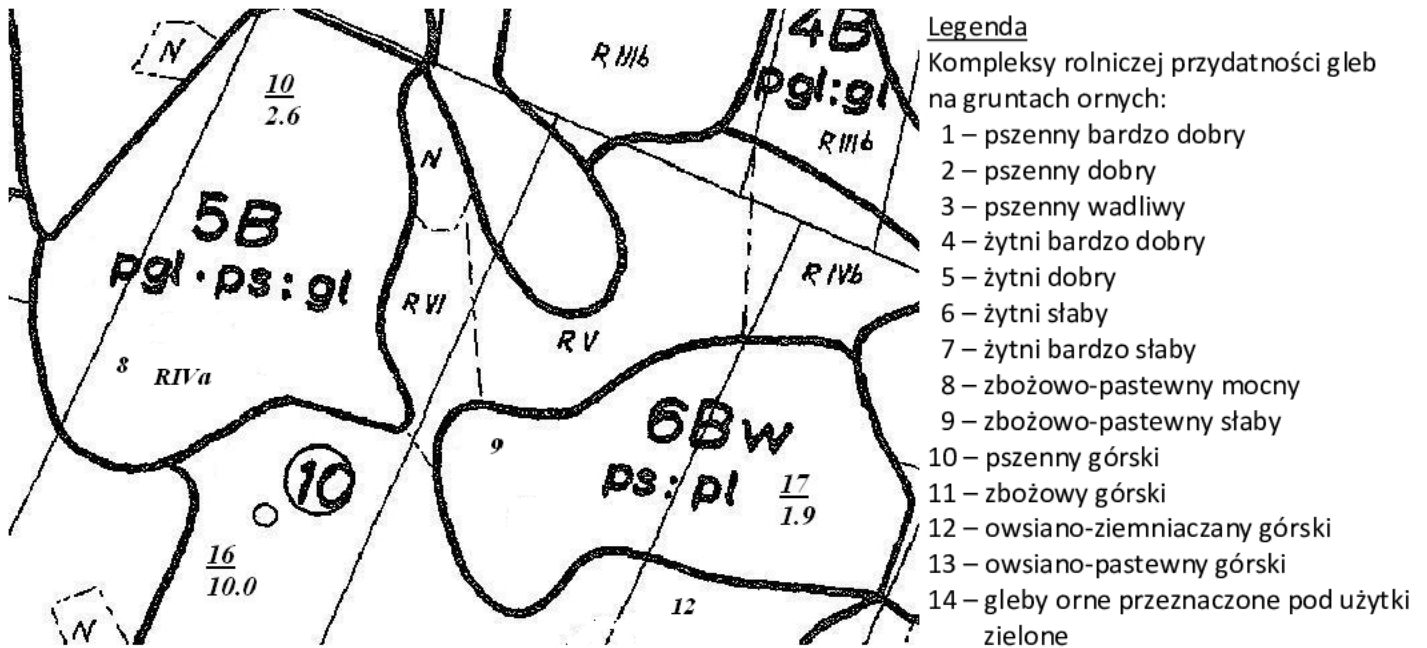 N
10
2.6
R IIIb
4B
pgl:gl
R IIIb
N
5B
pgl · ps: gl
R VI
R IVb
R V
8
RIVa
6Bw
9
ps: pl
17
1.9
10
16
10.0
12
N
Legenda
Kompleksy rolniczej przydatności gleb
na gruntach ornych:
1 – pszenny bardzo dobry
2 – pszenny dobry
3 – pszenny wadliwy
4 – żytni bardzo dobry
5 – żytni dobry
6 – żytni słaby
7 – żytni bardzo słaby
8 – zbożowo-pastewny mocny
9 – zbożowo-pastewny słaby
10 – pszenny górski
11 – zbożowy górski
12 – owsiano-ziemniaczany górski
13 – owsiano-pastewny górski
14 – gleby orne przeznaczone pod użytki
zielone